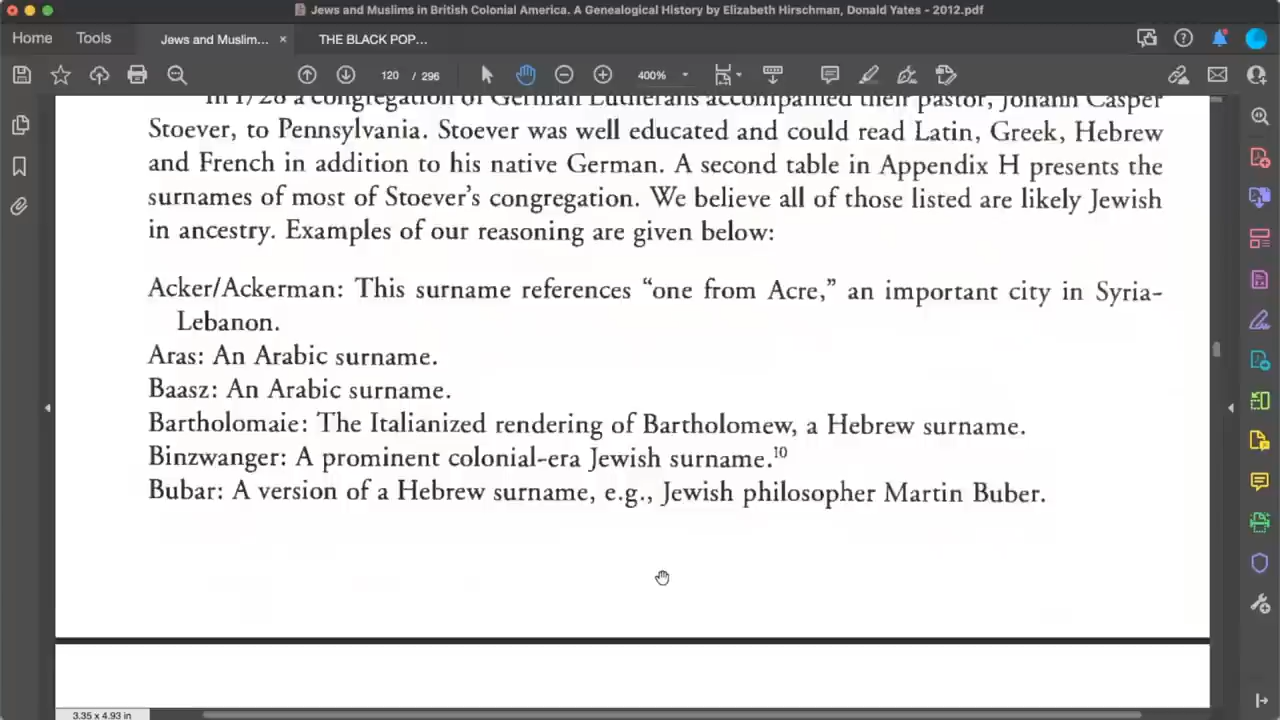 Jews and Muslims in British Colonial America. A Genealogical History by Elizabeth Hirschman, Donald Yates - 2012.pdf
Home Tools Jews and Muslim... × THE BLACK POP...
120 / 296 400%
In 1728 a congregation of German Lutherans accompanied their pastor, Johann Casper
Stoever, to Pennsylvania. Stoever was well educated and could read Latin, Greek, Hebrew
and French in addition to his native German. A second table in Appendix H presents the
surnames of most of Stoever's congregation. We believe all of those listed are likely Jewish
in ancestry. Examples of our reasoning are given below:
Acker/Ackerman: This surname references “one from Acre,” an important city in Syria-
Lebanon.
Aras: An Arabic surname.
Baasz: An Arabic surname.
Bartholomaie: The Italianized rendering of Bartholomew, a Hebrew surname.
Binzwanger: A prominent colonial-era Jewish surname.10
Bubar: A version of a Hebrew surname, e.g., Jewish philosopher Martin Buber.
3.35 x 4.93 in